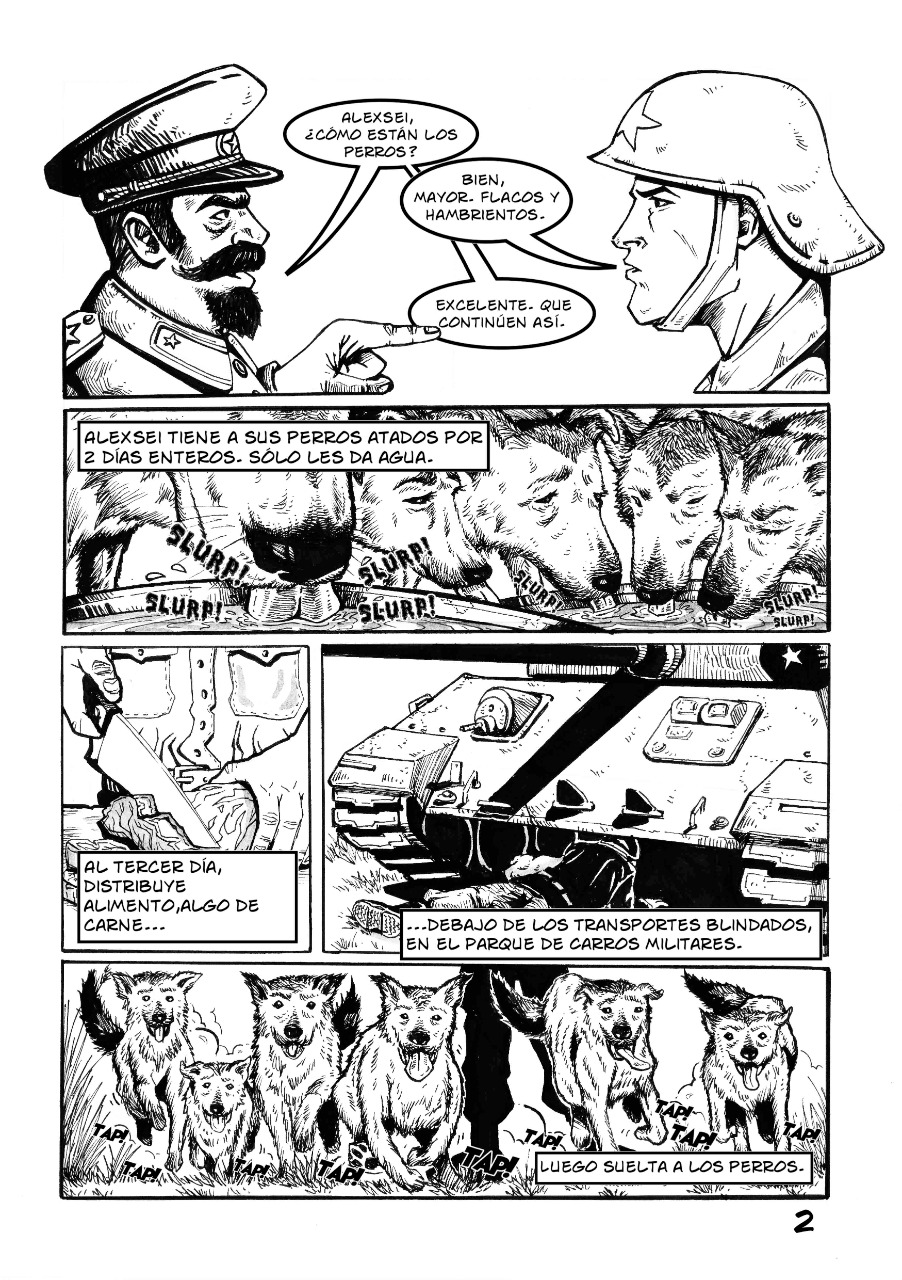 ALEXSEI,
¿CÓMO ESTÁN LOS
PERROS?
BIEN,
MAYOR. FLACOS Y
HAMBRIENTOS.
EXCELENTE. QUE
CONTINÚEN ASÍ.
ALEXSEI TIENE A SUS PERROS ATADOS POR
2 DÍAS ENTEROS. SÓLO LES DA AGUA.
SLURP!
SLURP!
SLURP!
SLURP!
SLURP!
SLURP!
SLURP!
AL TERCER DÍA,
DISTRIBUYE
ALIMENTO,ALGO DE
CARNE...
...DEBAJO DE LOS TRANSPORTES BLINDADOS,
EN EL PARQUE DE CARROS MILITARES.
TAP!
TAP!
TAP!
TAP!
TAP!
TAP!
TAP!
TAP!
TAP!
LUEGO SUELTA A LOS PERROS.
2